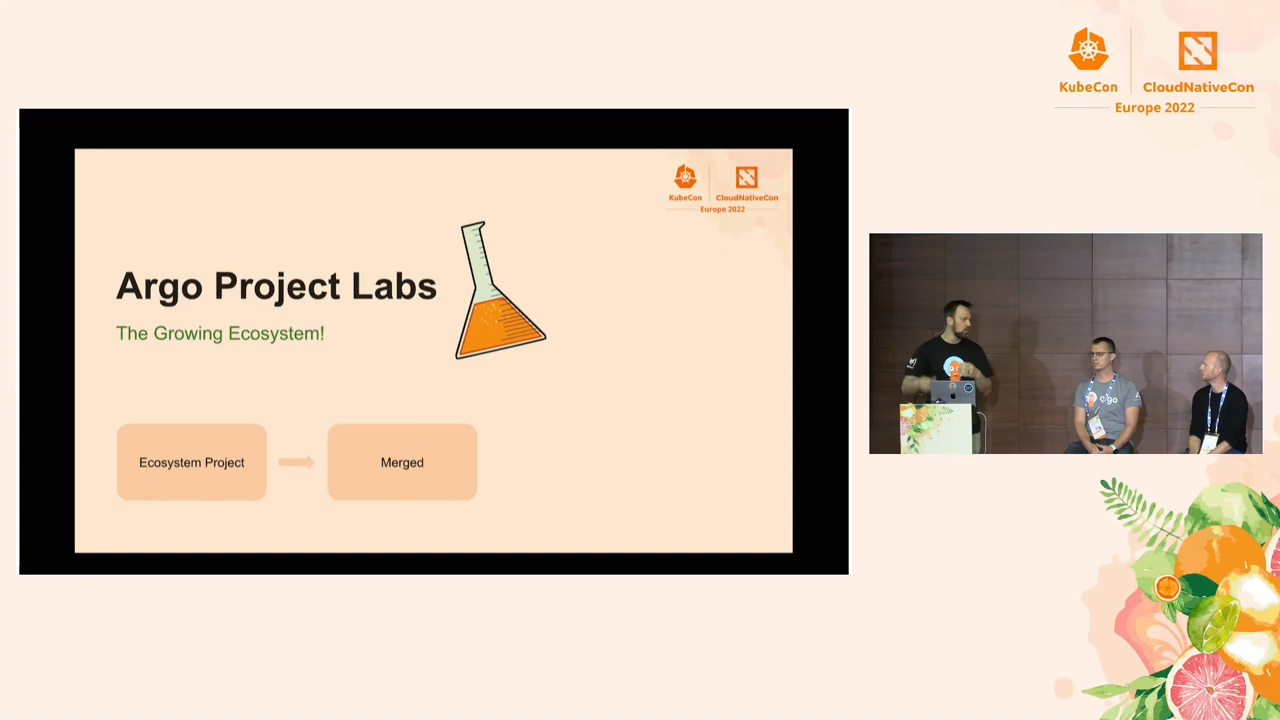 KubeCon
CloudNativeCon
Europe 2022
KubeCon
CloudNativeCon
Europe 2022
Argo Project Labs
The Growing Ecosystem!
Ecosystem Project
Merged